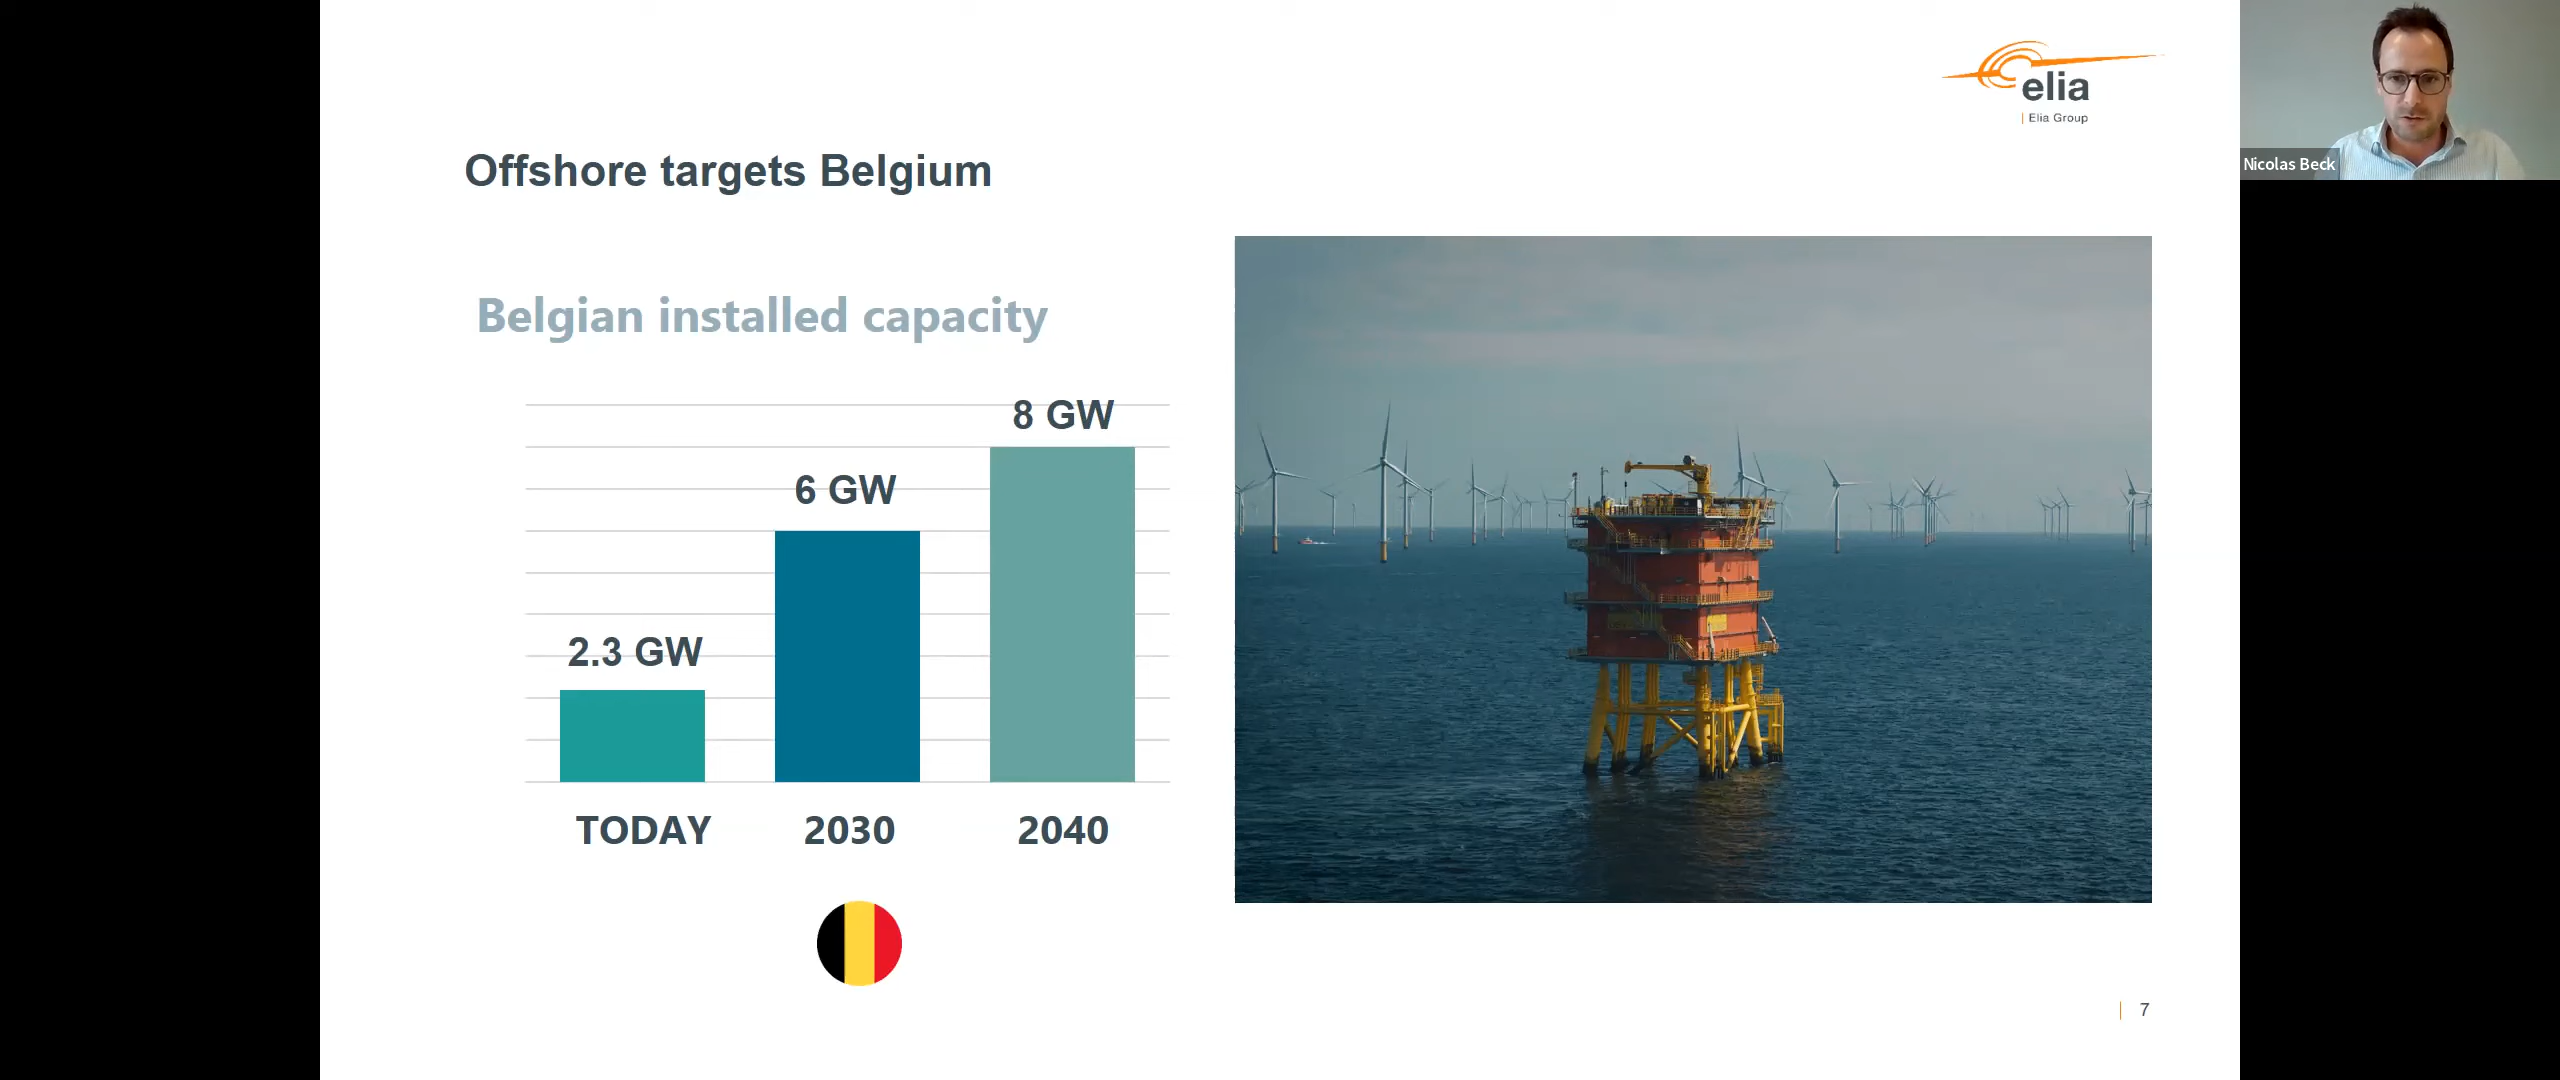 elia
Elia Group
Nicolas Beck
Offshore targets Belgium
Belgian installed capacity
8 GW
6 GW
2.3 GW
TODAY
2030
2040
7